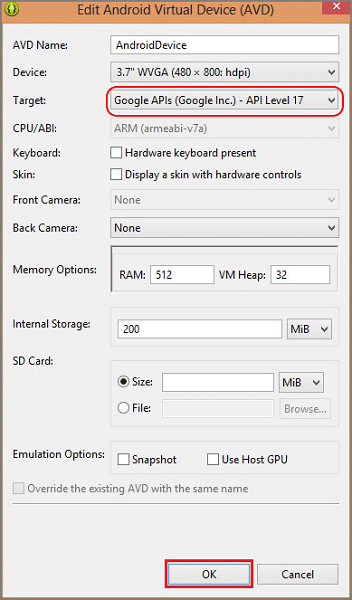 Edit Android Virtual Device (AVD)
AVD Name: AndroidDevice
Device: 3.7" WVGA (480 × 800: hdpi)
Target: Google APIs (Google Inc.) - API Level 17
CPU/ABI: ARM (armeabi-v7a)
Keyboard: Hardware keyboard present
Skin: Display a skin with hardware controls
Front Camera: None
Back Camera: None
Memory Options: RAM: 512 VM Heap: 32
Internal Storage: 200 MiB
SD Card:
Size: MiB
File: Browse...
Emulation Options: Snapshot Use Host GPU
Override the existing AVD with the same name
OK Cancel